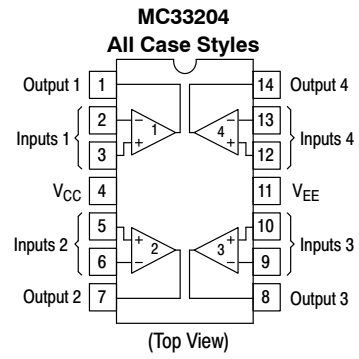 MC33204
All Case Styles
Output 1 1 14 Output 4
2 − 1 4 − 13
Inputs 1 Inputs 4
3 + + 12
VCC 4 11 VEE
5 + + 10
Inputs 2 2 3 Inputs 3
6 − − 9
Output 2 7 8 Output 3
(Top View)